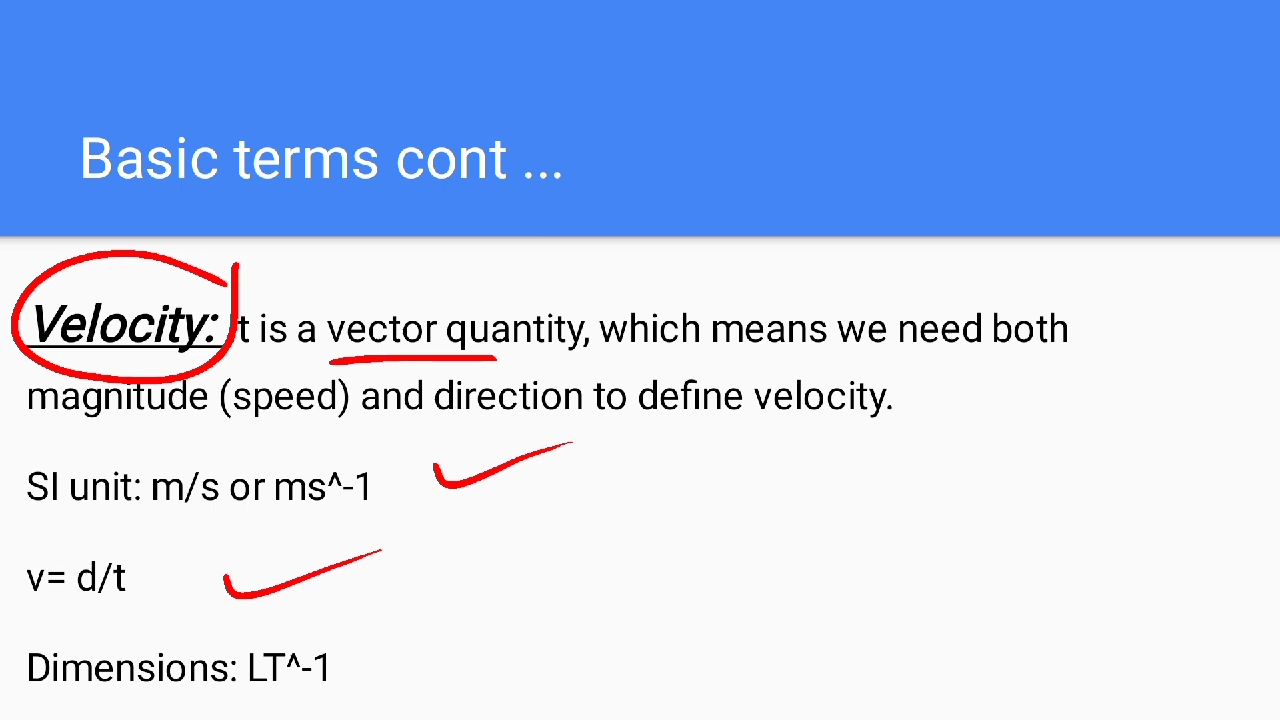 Basic terms cont ...
Velocity: It is a vector quantity, which means we need both
magnitude (speed) and direction to define velocity.
SI unit: m/s or ms^-1
v= d/t
Dimensions: LT^-1